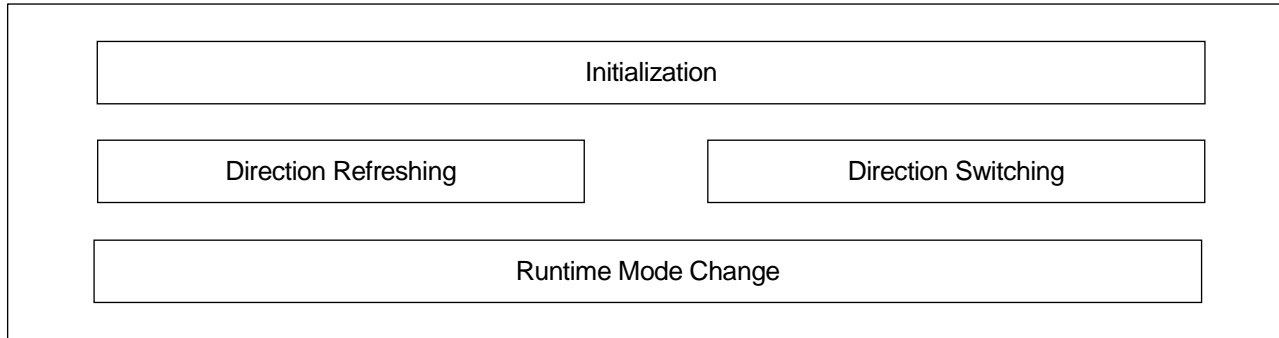 Initialization
Direction Refreshing
Direction Switching
Runtime Mode Change